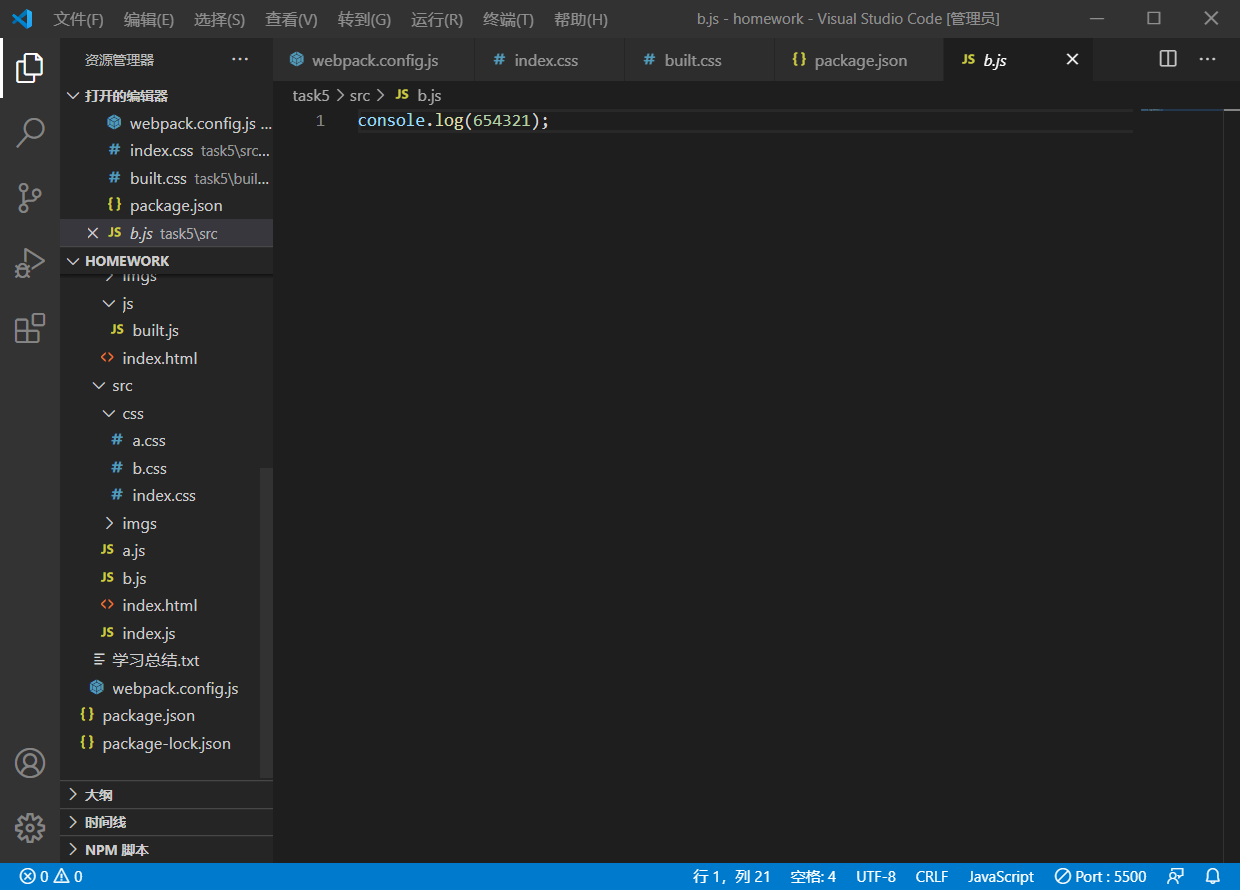 文件(F) 编辑(E) 选择(S) 查看(V) 转到(G) 运行(R) 终端(T) 帮助(H) b.js - homework - Visual Studio Code [管理员]
资源管理器 ···
webpack.config.js # index.css # built.css {} package.json JS b.js
打开的编辑器
webpack.config.js ...
# index.css task5\src...
# built.css task5\buil...
{} package.json
JS b.js task5\src
HOMEWORK
imgs
js
JS built.js
<> index.html
src
css
# a.css
# b.css
# index.css
imgs
JS a.js
JS b.js
<> index.html
JS index.js
学习总结.txt
webpack.config.js
{} package.json
{} package-lock.json
大纲
时间线
NPM 脚本
task5 > src > JS b.js
1 console.log(654321);
0 0 行 1，列 21 空格: 4 UTF-8 CRLF JavaScript Port : 5500